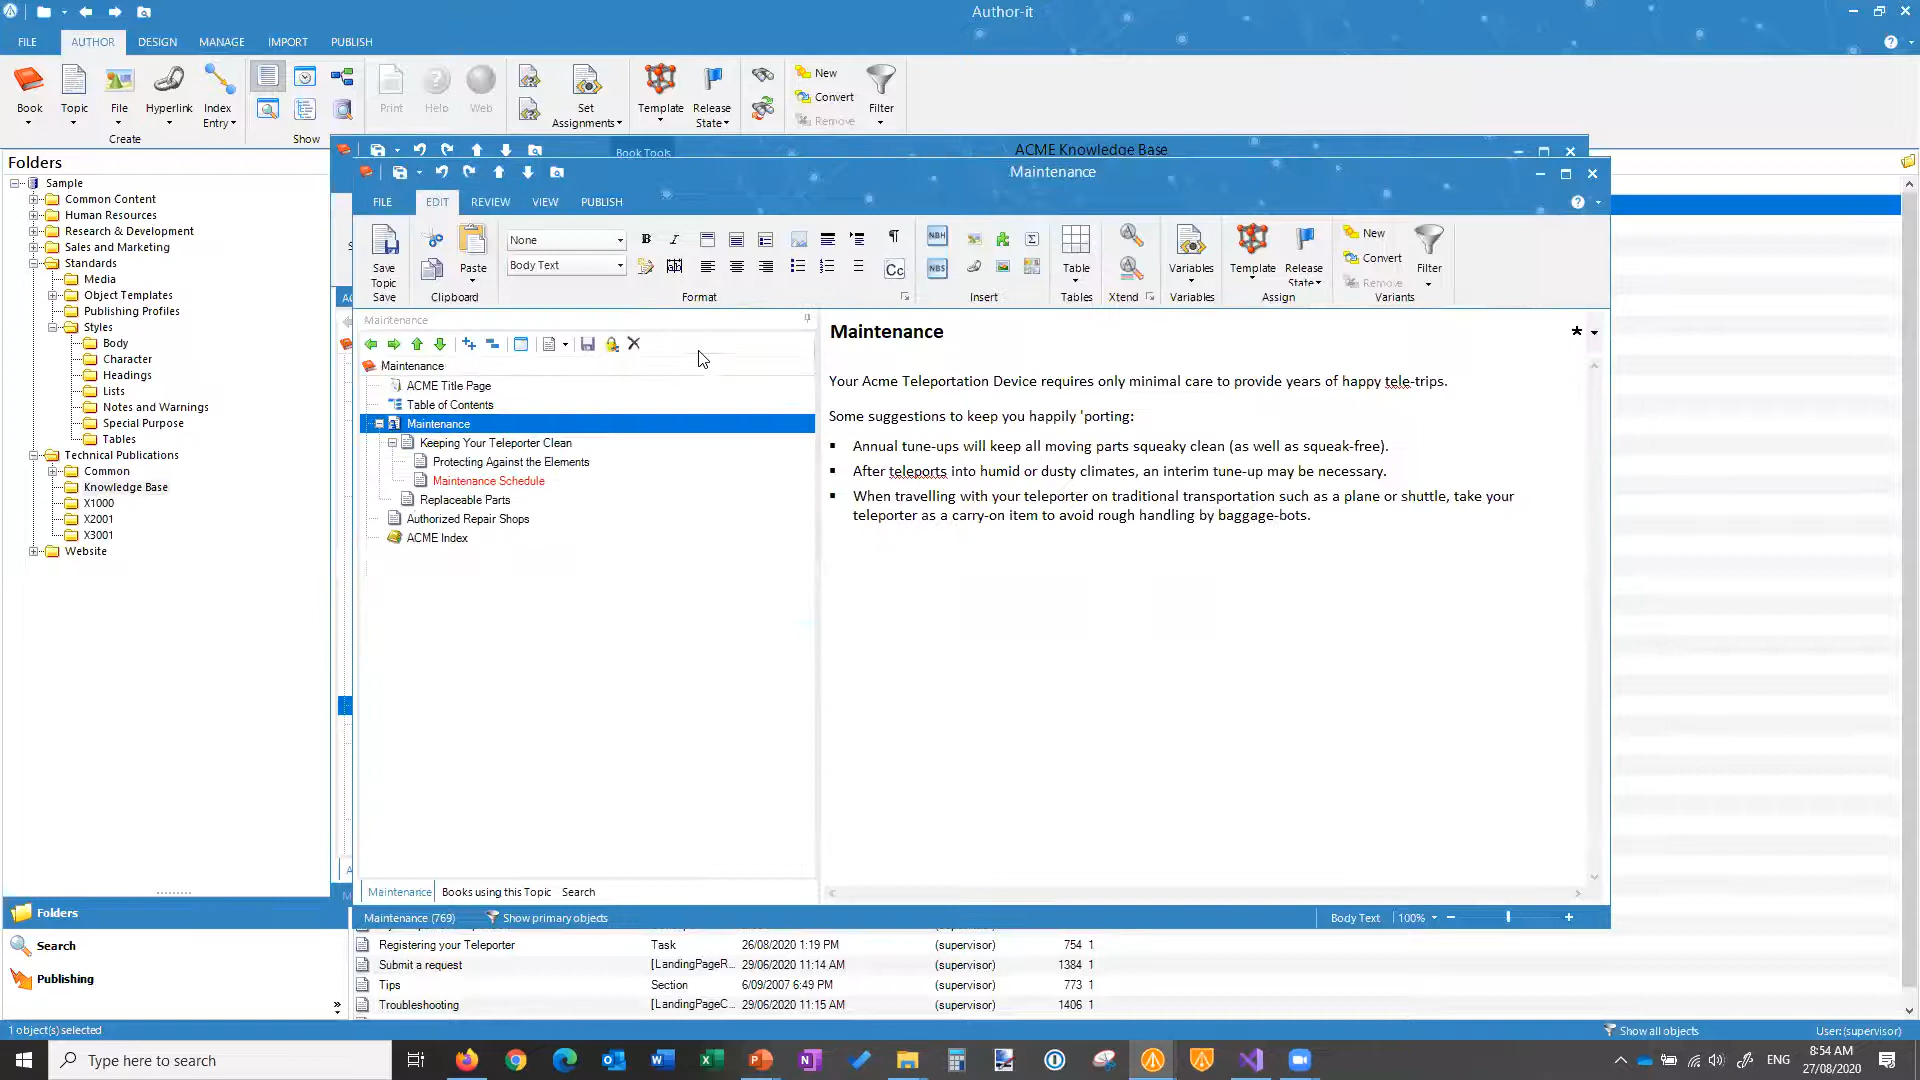 Author-it
FILE AUTHOR DESIGN MANAGE IMPORT PUBLISH
Book Topic File Hyperlink Index Entry
Print Help Web
Set Assignments
Template Release State
New
Convert
Remove
Filter
Create Show
Folders
Sample
Common Content
Human Resources
Research & Development
Sales and Marketing
Standards
Media
Object Templates
Publishing Profiles
Styles
Body
Character
Headings
Lists
Notes and Warnings
Special Purpose
Tables
Technical Publications
Common
Knowledge Base
X1000
X2001
X3001
Website
Folders
Search
Publishing
Book Tools ACME Knowledge Base
Maintenance
FILE EDIT REVIEW VIEW PUBLISH
Save Topic
Paste
None
Body Text
Cc
NBH
NBS
Table
Variables
Template Release State
New
Convert
Remove
Filter
Save Clipboard Format Insert Tables Xtend Variables Assign Variants
Maintenance
Maintenance
ACME Title Page
Table of Contents
Maintenance
Keeping Your Teleporter Clean
Protecting Against the Elements
Maintenance Schedule
Replaceable Parts
Authorized Repair Shops
ACME Index
Maintenance Books using this Topic Search
Maintenance
Your Acme Teleportation Device requires only minimal care to provide years of happy tele-trips.
Some suggestions to keep you happily 'porting:
Annual tune-ups will keep all moving parts squeaky clean (as well as squeak-free).
After teleports into humid or dusty climates, an interim tune-up may be necessary.
When travelling with your teleporter on traditional transportation such as a plane or shuttle, take your
teleporter as a carry-on item to avoid rough handling by baggage-bots.
Maintenance (769) Show primary objects Body Text 100%
Registering your Teleporter Task 26/08/2020 1:19 PM (supervisor) 754 1
Submit a request [LandingPageR... 29/06/2020 11:14 AM (supervisor) 1384 1
Tips Section 6/09/2007 6:49 PM (supervisor) 773 1
Troubleshooting [LandingPageC... 29/06/2020 11:15 AM (supervisor) 1406 1
1 object(s) selected Show all objects User: (supervisor)
Type here to search ENG 8:54 AM
27/08/2020